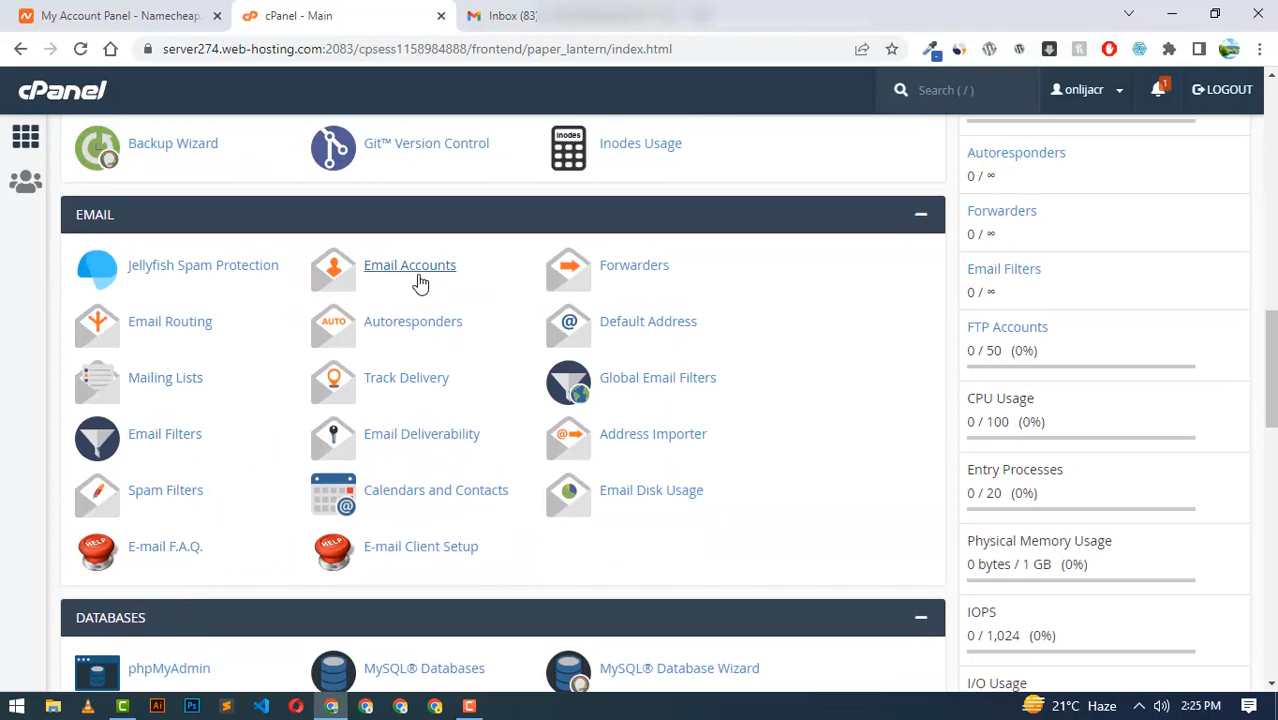 My Account Panel - Namecheap.
cPanel - Main
Inbox (83)
server274.web-hosting.com:2083/cpsess1158984888/frontend/paper_lantern/index.html
cPanel
Search ( / )
onlijacr
1
LOGOUT
Backup Wizard
Git™ Version Control
inodes
Inodes Usage
EMAIL
Jellyfish Spam Protection
Email Accounts
Forwarders
Email Routing
AUTO
Autoresponders
Default Address
Mailing Lists
Track Delivery
Global Email Filters
Email Filters
Email Deliverability
Address Importer
Spam Filters
Calendars and Contacts
Email Disk Usage
HELP
E-mail F.A.Q.
HELP
E-mail Client Setup
DATABASES
phpMyAdmin
MySQL® Databases
MySQL® Database Wizard
Autoresponders
0 / ∞
Forwarders
0 / ∞
Email Filters
0 / ∞
FTP Accounts
0 / 50 (0%)
CPU Usage
0 / 100 (0%)
Entry Processes
0 / 20 (0%)
Physical Memory Usage
0 bytes / 1 GB (0%)
IOPS
0 / 1,024 (0%)
I/O Usage
21°C Haze
2:25 PM